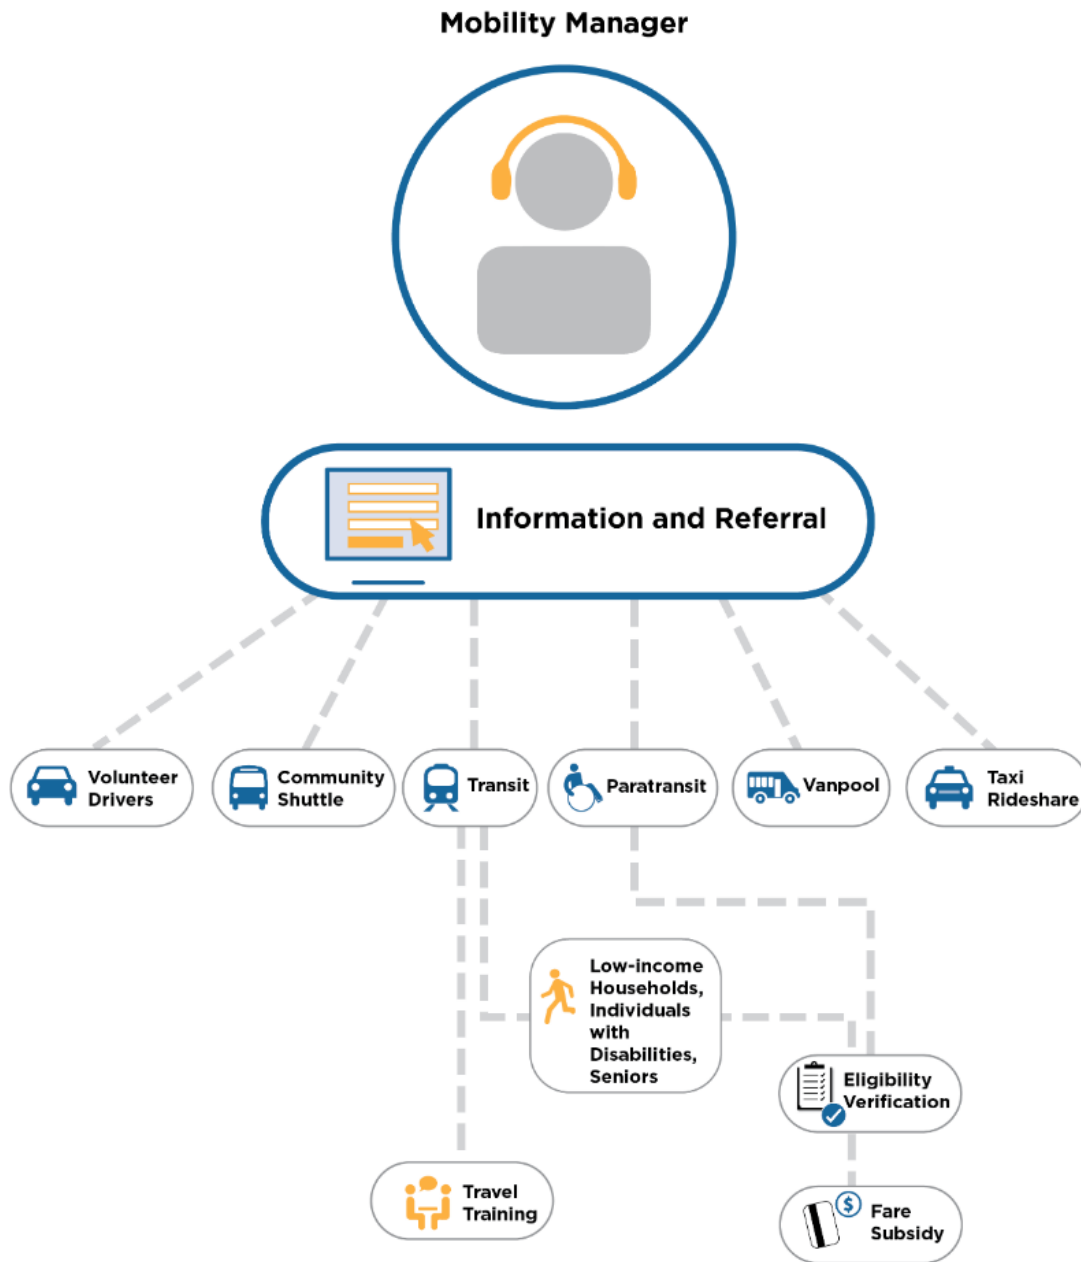 Mobility Manager
Information and Referral
Volunteer
Drivers
Community
Shuttle
Transit
Paratransit
Vanpool
Taxi
Rideshare
Low-income
Households,
Individuals
with
Disabilities,
Seniors
Eligibility
Verification
Travel
Training
$
Fare
Subsidy